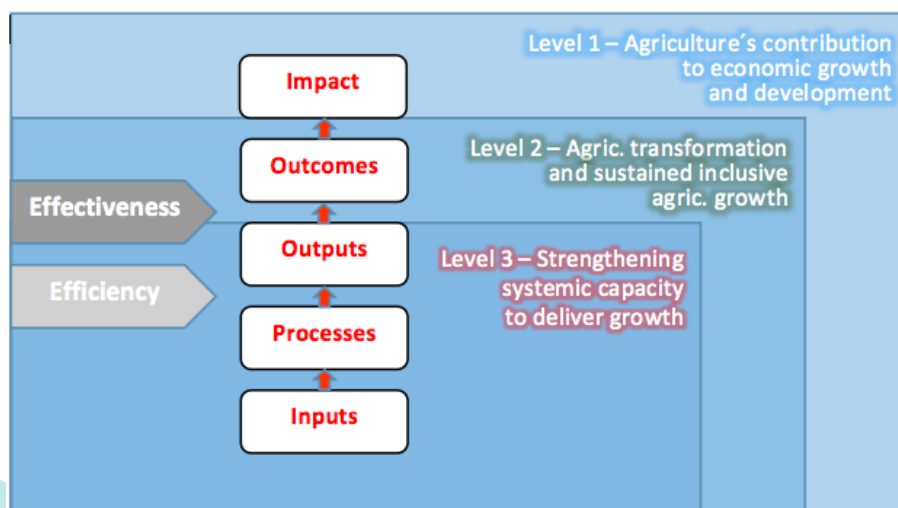 Level 1 – Agriculture´s contribution
to economic growth
and development
Impact
Level 2 – Agric. transformation
and sustained inclusive
agric. growth
Outcomes
Effectiveness
Outputs
Level 3 – Strengthening
systemic capacity
to deliver growth
Efficiency
Processes
Inputs